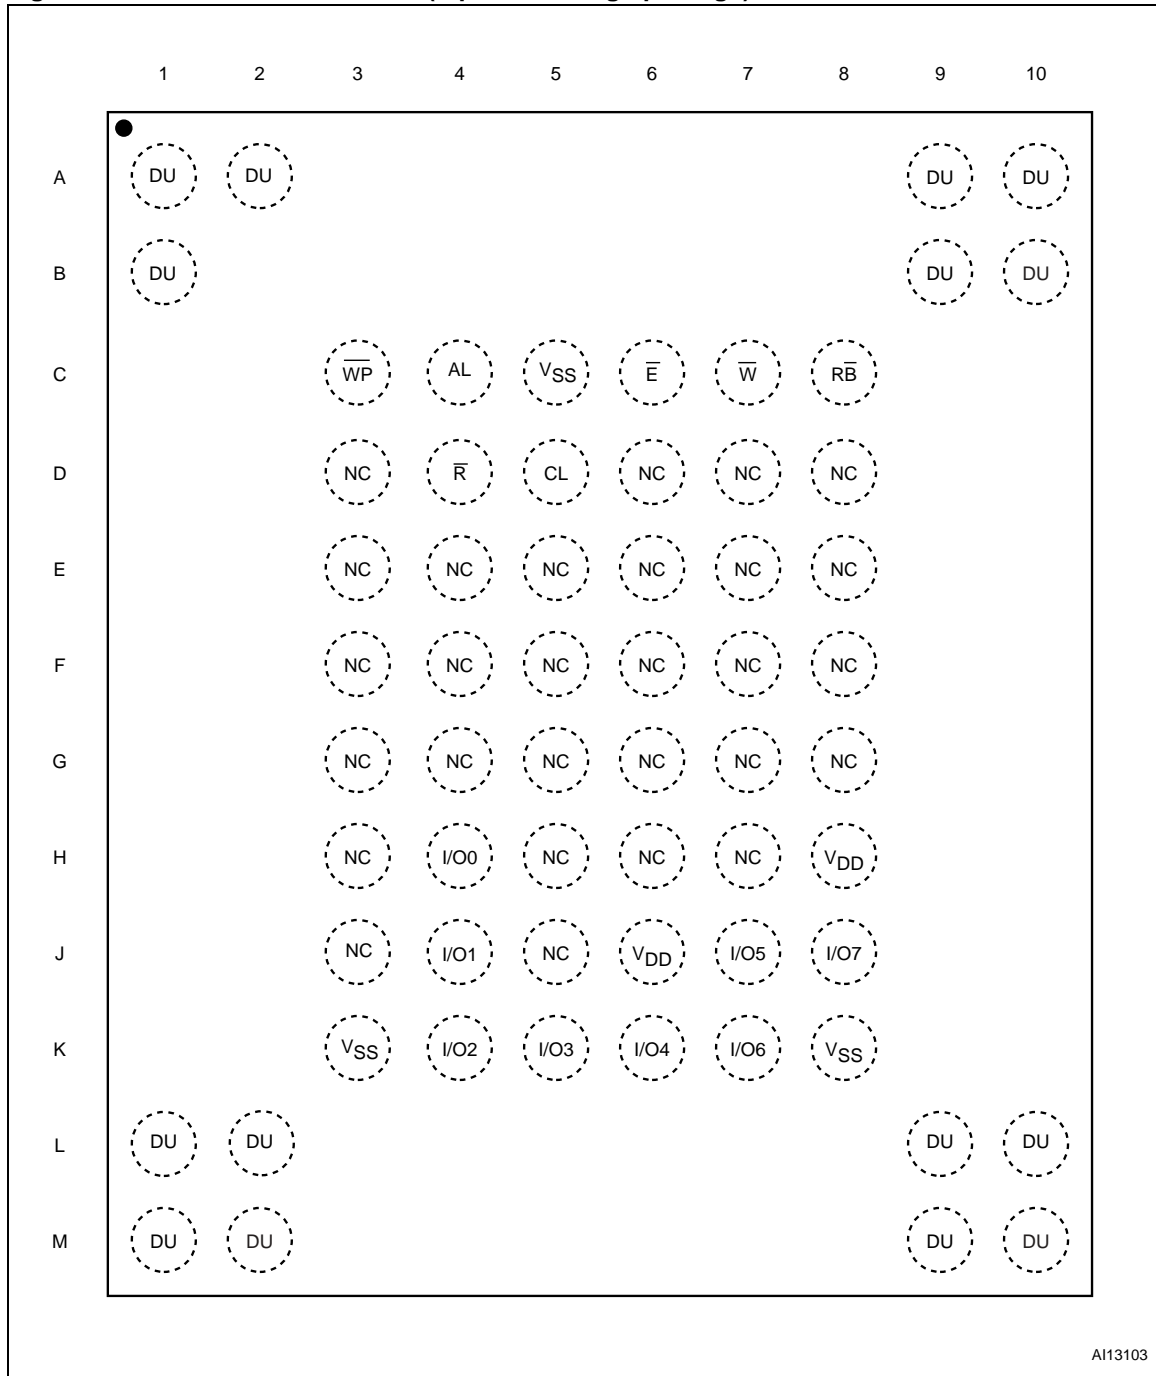 1 2 3 4 5 6 7 8 9 10
A DU DU DU DU
B DU DU DU
C W̅P̅ AL VSS E̅ W̅ RB̅
D NC R̅ CL NC NC NC
E NC NC NC NC NC NC
F NC NC NC NC NC NC
G NC NC NC NC NC NC
H NC I/O0 NC NC NC VDD
J NC I/O1 NC VDD I/O5 I/O7
K VSS I/O2 I/O3 I/O4 I/O6 VSS
L DU DU DU DU
M DU DU DU DU
AI13103